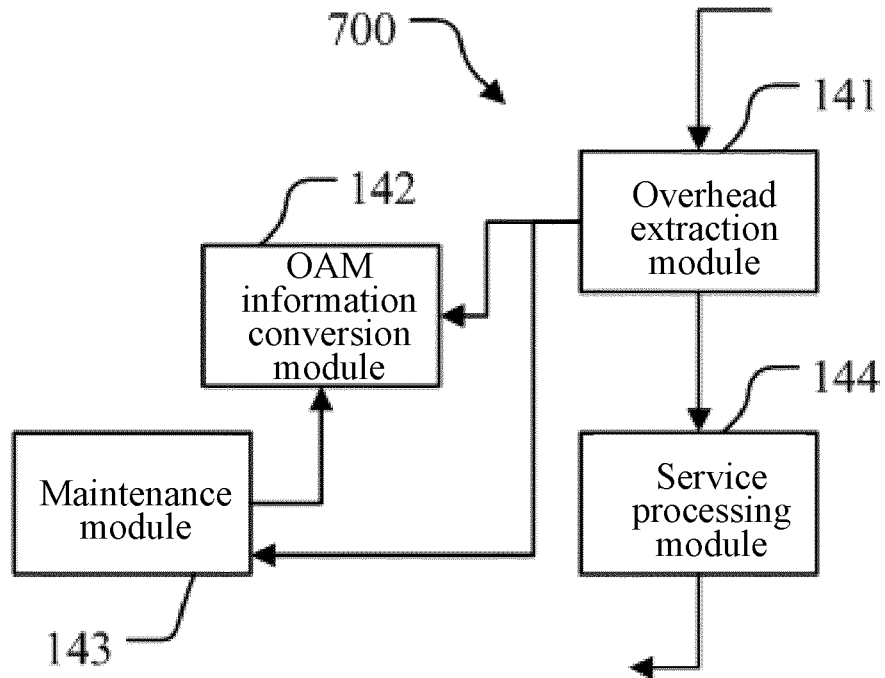 700
141
Overhead
extraction
module
142
OAM
information
conversion
module
144
Maintenance
module
Service
processing
module
143